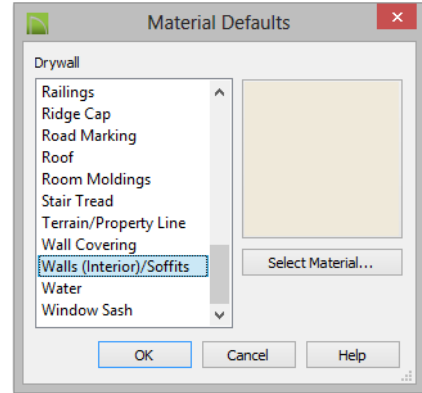 Material Defaults
Drywall
Railings
Ridge Cap
Road Marking
Roof
Room Moldings
Stair Tread
Terrain/Property Line
Wall Covering
Walls (Interior)/Soffits
Water
Window Sash
Select Material...
OK
Cancel
Help